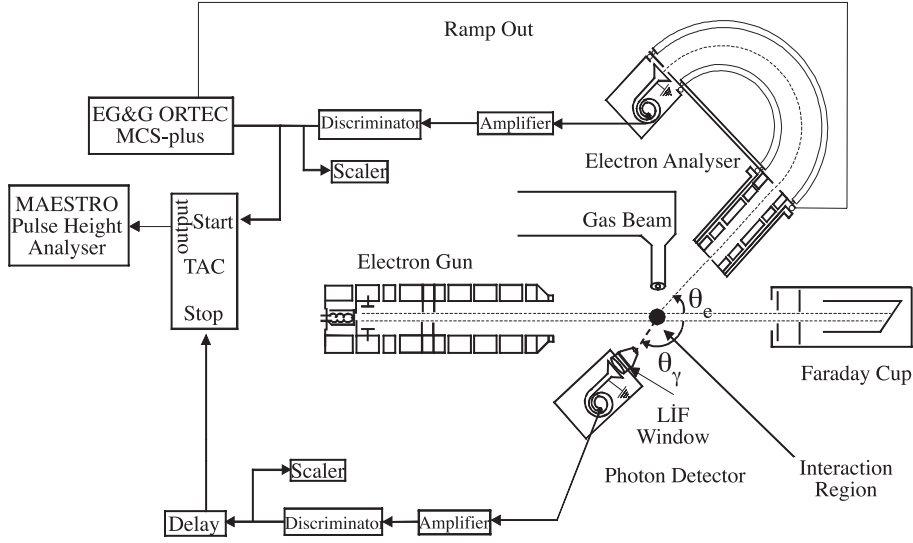 Ramp Out
EG&G ORTEC
MCS-plus
Discriminator
Amplifier
Electron Analyser
Scaler
MAESTRO
Pulse Height
Analyser
output
Start
TAC
Stop
Gas Beam
Electron Gun
θe
θγ
Faraday Cup
LİF
Window
Photon Detector
Interaction
Region
Scaler
Delay
Discriminator
Amplifier